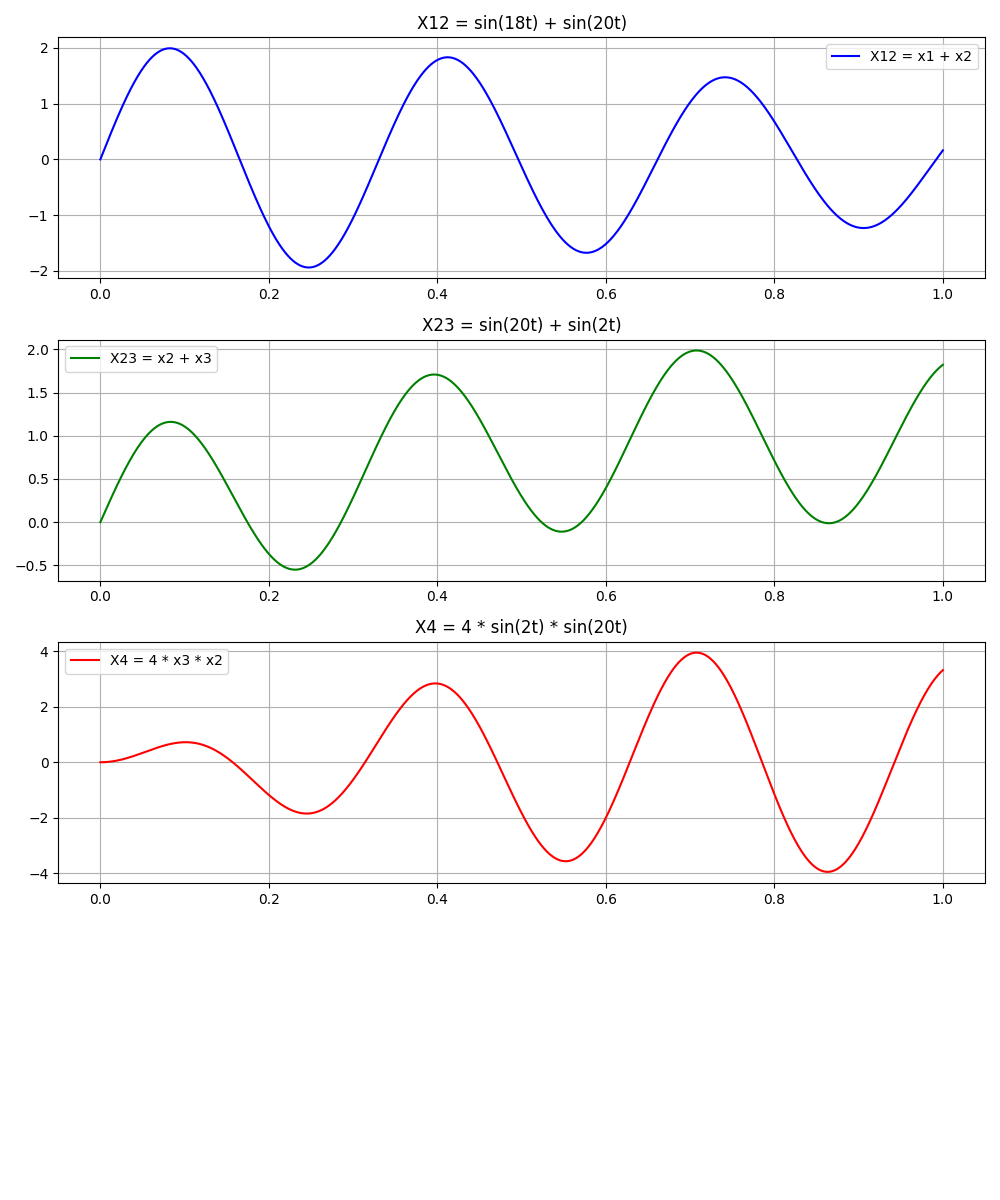 X12 = sin(18t) + sin(20t)
X12 = x1 + x2
2
1
0
−1
−2
0.0 0.2 0.4 0.6 0.8 1.0
X23 = sin(20t) + sin(2t)
X23 = x2 + x3
2.0
1.5
1.0
0.5
0.0
−0.5
0.0 0.2 0.4 0.6 0.8 1.0
X4 = 4 * sin(2t) * sin(20t)
X4 = 4 * x3 * x2
4
2
0
−2
−4
0.0 0.2 0.4 0.6 0.8 1.0